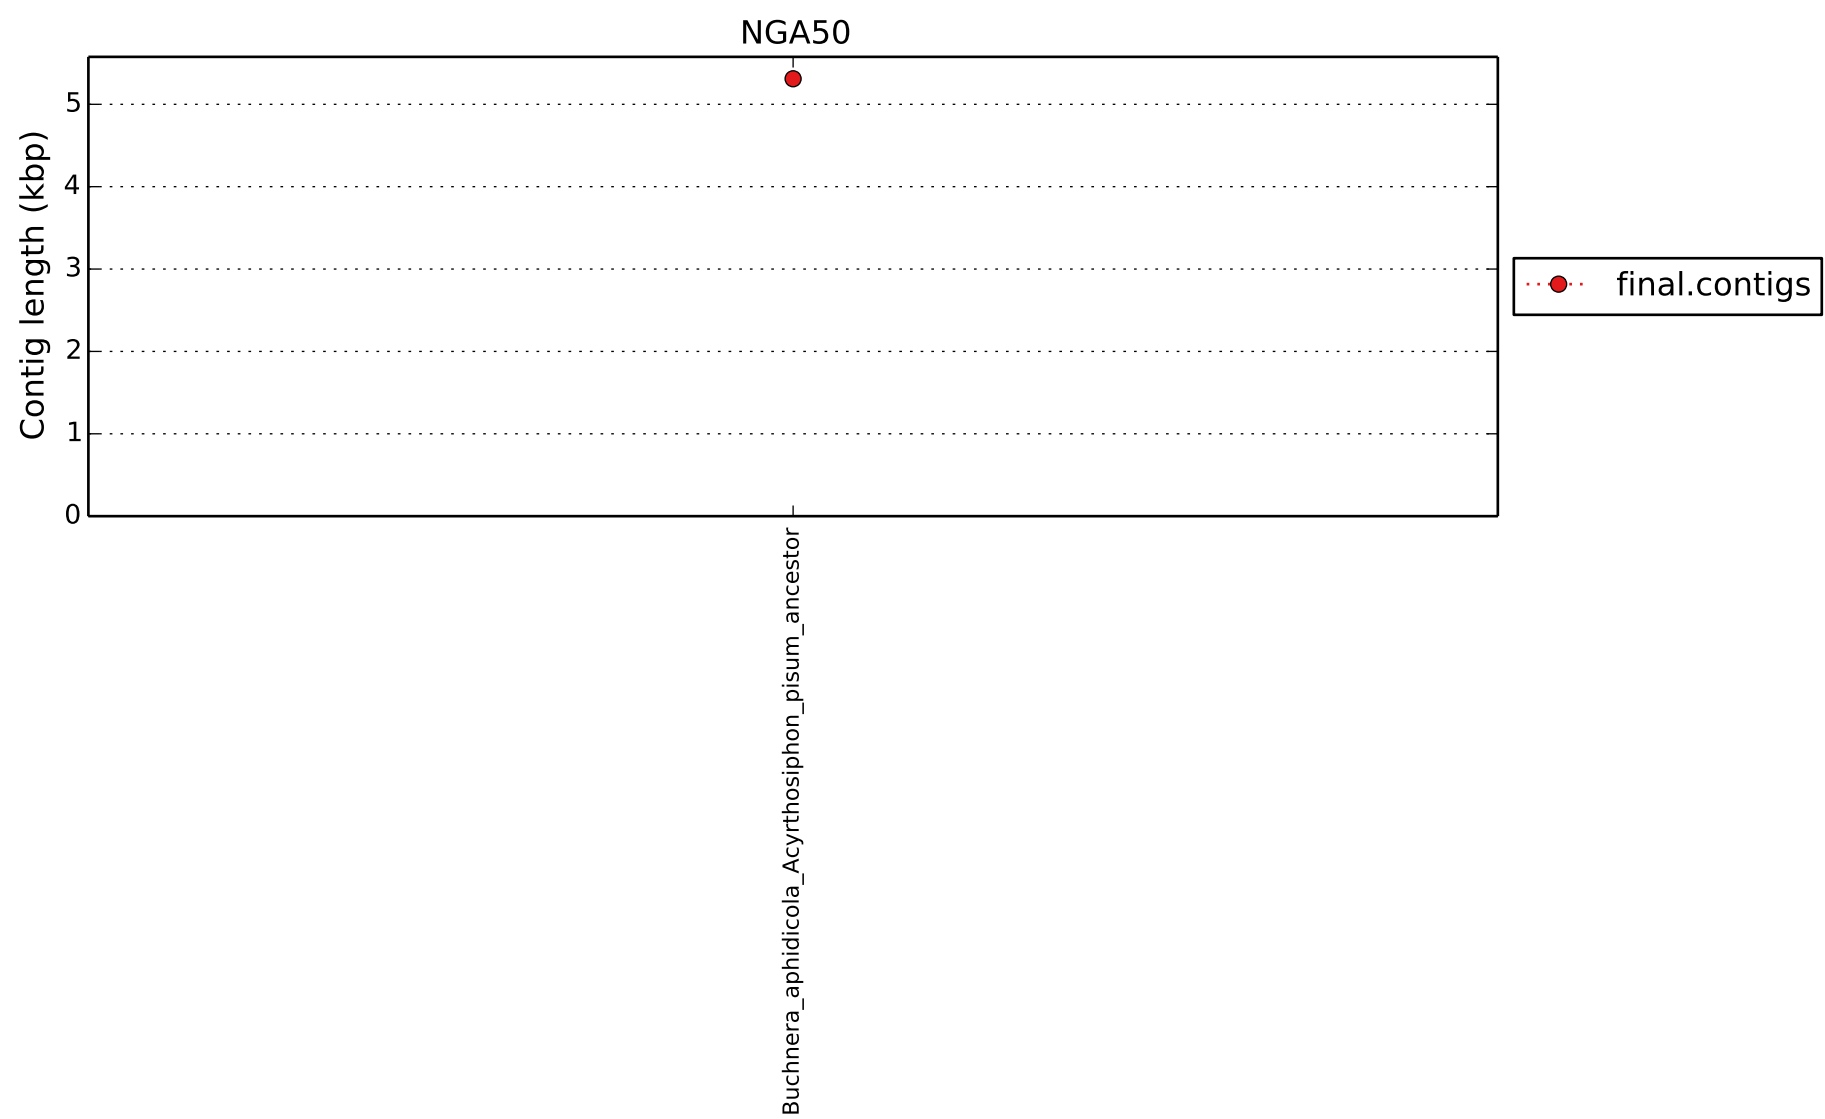 NGA50
Contig length (kbp)
5
4
3
2
1
0
final.contigs
Buchnera_aphidicola_Acyrthosiphon_pisum_ancestor